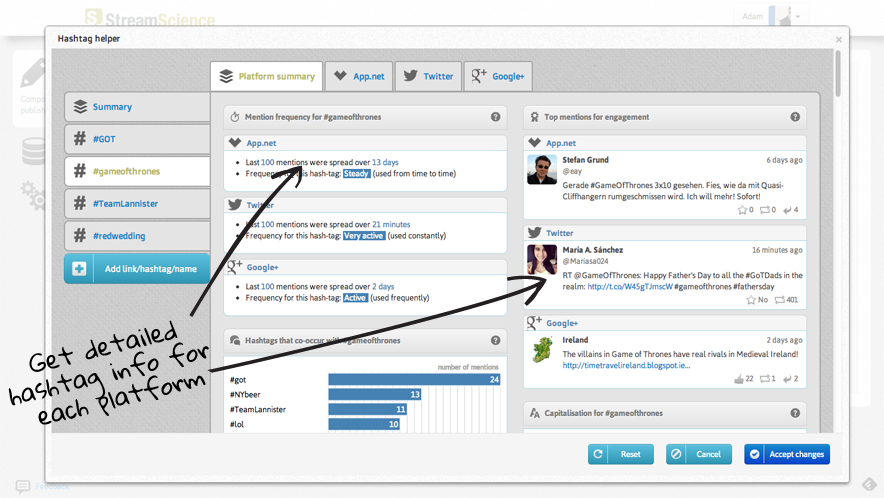 StreamScience
Adam
Hashtag helper
×
Platform summary
App.net
Twitter
Google+
Summary
#GOT
#gameofthrones
#TeamLannister
#redwedding
Add link/hashtag/name
Mention frequency for #gameofthrones
App.net
Last 100 mentions were spread over 13 days
Frequency for this hash-tag: Steady (used from time to time)
Twitter
Last 100 mentions were spread over 21 minutes
Frequency for this hash-tag: Very active (used constantly)
Google+
Last 100 mentions were spread over 2 days
Frequency for this hash-tag: Active (used frequently)
Hashtags that co-occur with #gameofthrones
number of mentions
#got 24
#NYbeer 13
#TeamLannister 11
#lol 10
Top mentions for engagement
App.net
Stefan Grund 6 days ago
@eay
Gerade #GameOfThrones 3x10 gesehen. Fies, wie da mit Quasi-
Cliffhangern rumgeschmissen wird. Ich will mehr! Sofort!
0 0 4
Twitter
María A. Sánchez 16 minutes ago
@Mariasa024
RT @GameOfThrones: Happy Father's Day to all the #GoTDads in the
realm: http://t.co/W45gTJmscW #gameofthrones #fathersday
No 401
Google+
Ireland 2 days ago
The villains in Game of Thrones have real rivals in Medieval Ireland!
http://timetravelireland.blogspot.ie...
22 1 2
Capitalisation for #gameofthrones
Get detailed
hashtag info for
each Platform
Reset
Cancel
Accept changes
Feedback